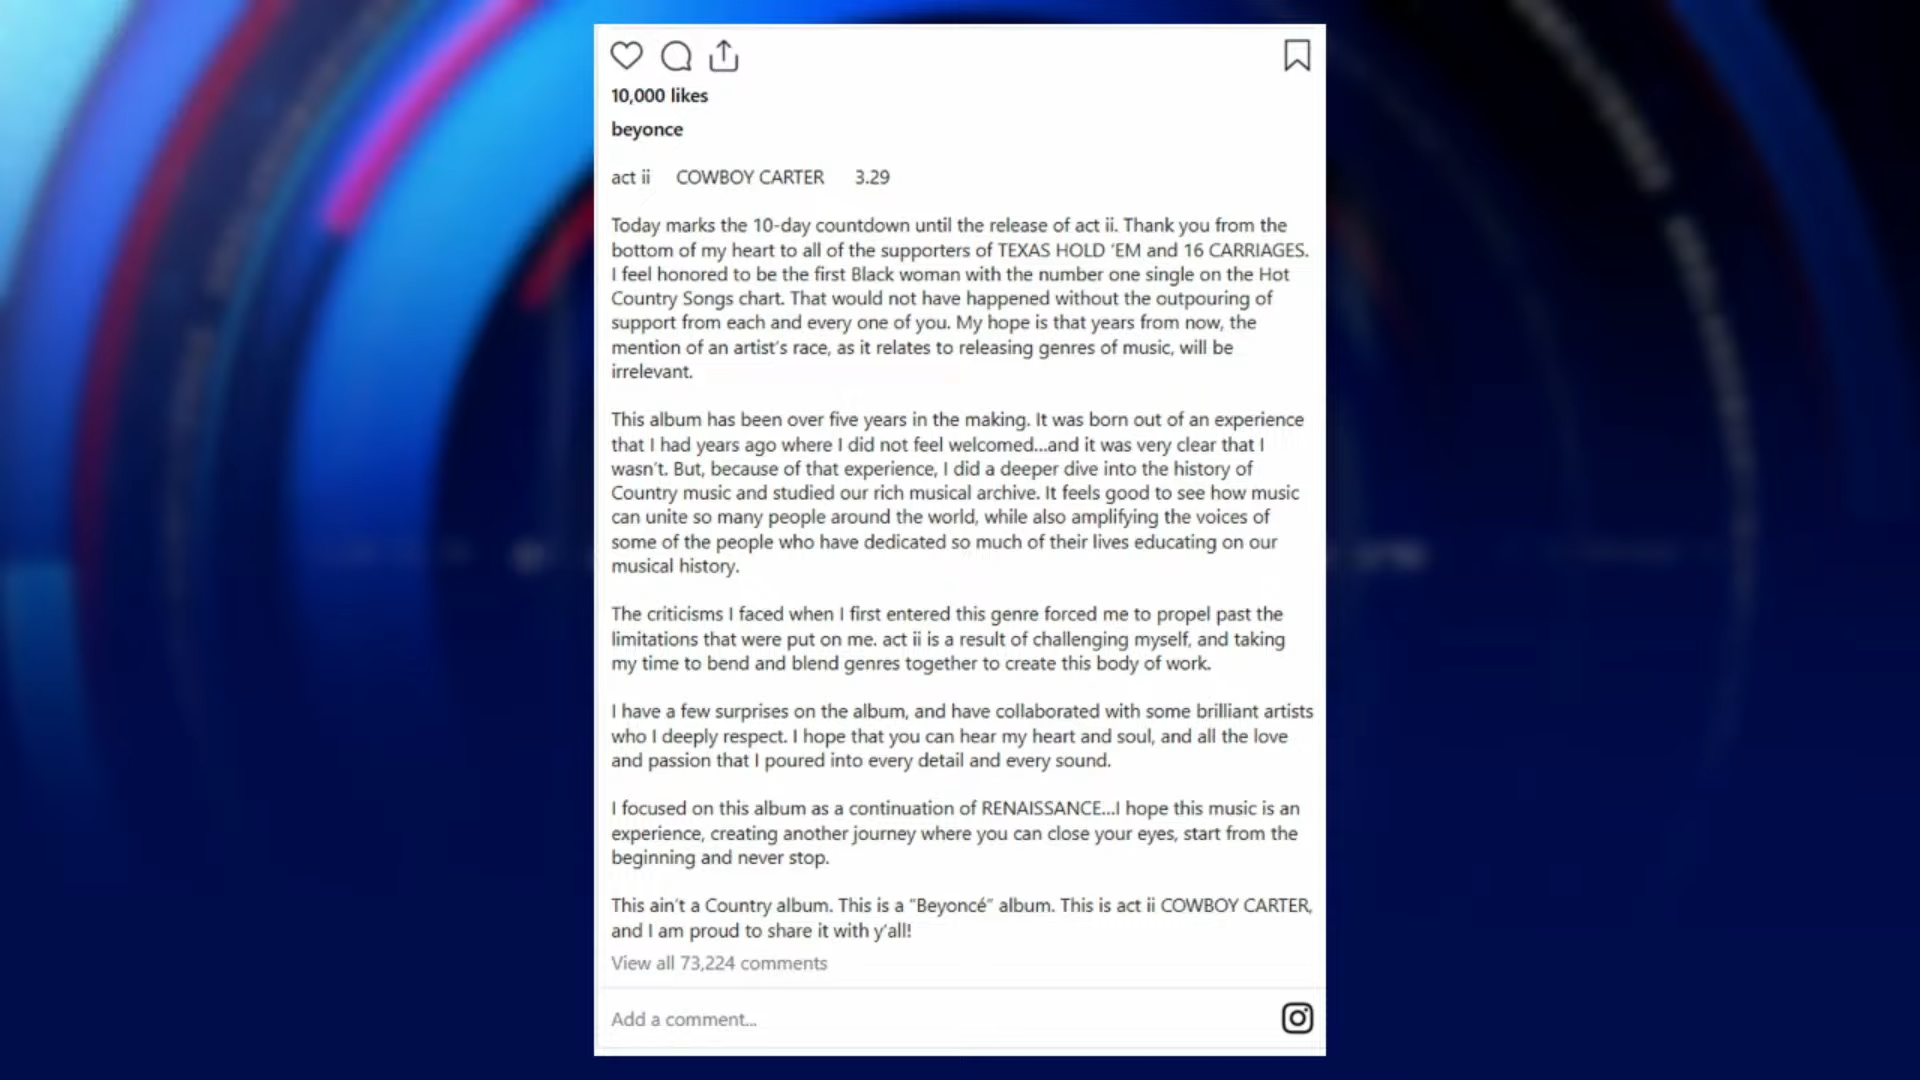 10,000 likes
beyonce
act ii COWBOY CARTER 3.29
Today marks the 10-day countdown until the release of act ii. Thank you from the
bottom of my heart to all of the supporters of TEXAS HOLD ‘EM and 16 CARRIAGES.
I feel honored to be the first Black woman with the number one single on the Hot
Country Songs chart. That would not have happened without the outpouring of
support from each and every one of you. My hope is that years from now, the
mention of an artist’s race, as it relates to releasing genres of music, will be
irrelevant.
This album has been over five years in the making. It was born out of an experience
that I had years ago where I did not feel welcomed...and it was very clear that I
wasn’t. But, because of that experience, I did a deeper dive into the history of
Country music and studied our rich musical archive. It feels good to see how music
can unite so many people around the world, while also amplifying the voices of
some of the people who have dedicated so much of their lives educating on our
musical history.
The criticisms I faced when I first entered this genre forced me to propel past the
limitations that were put on me. act ii is a result of challenging myself, and taking
my time to bend and blend genres together to create this body of work.
I have a few surprises on the album, and have collaborated with some brilliant artists
who I deeply respect. I hope that you can hear my heart and soul, and all the love
and passion that I poured into every detail and every sound.
I focused on this album as a continuation of RENAISSANCE...I hope this music is an
experience, creating another journey where you can close your eyes, start from the
beginning and never stop.
This ain’t a Country album. This is a “Beyoncé” album. This is act ii COWBOY CARTER,
and I am proud to share it with y’all!
View all 73,224 comments
Add a comment...